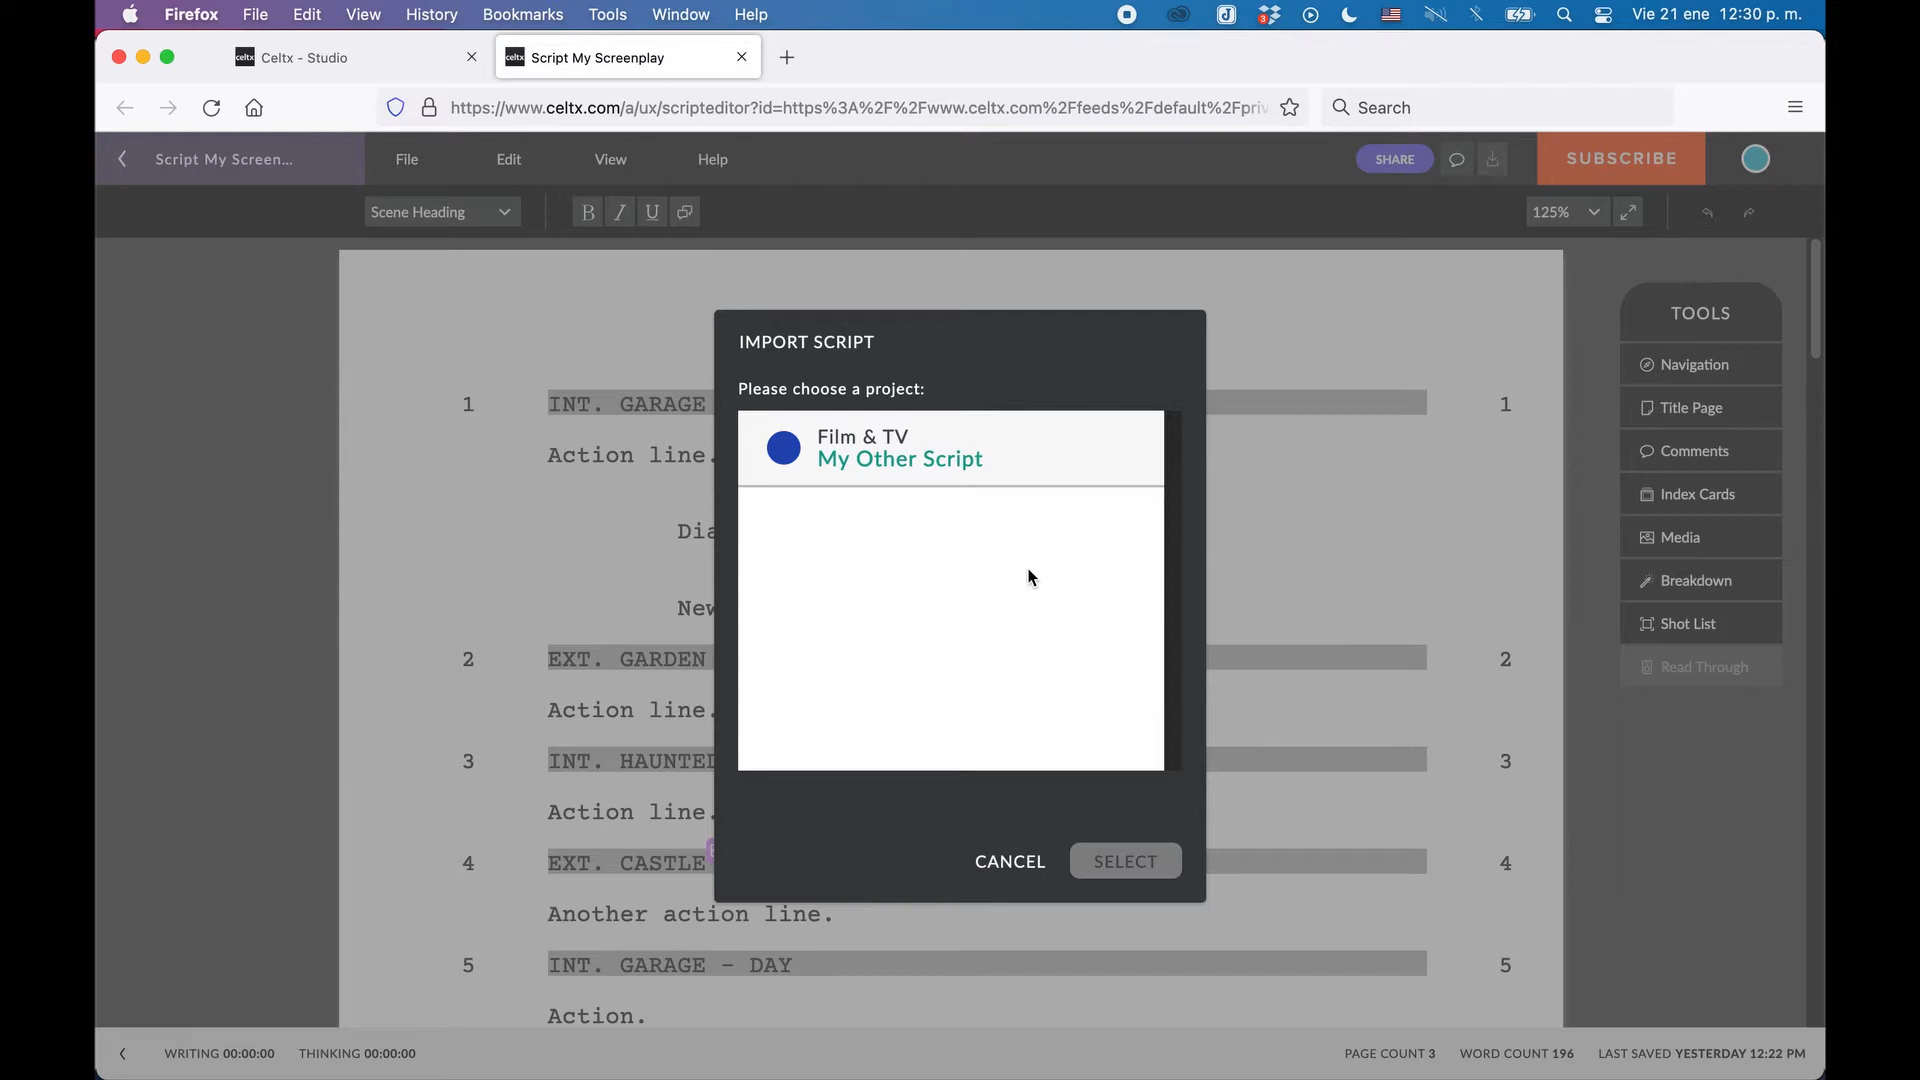 Firefox File Edit View History Bookmarks Tools Window Help 3 Vie 21 ene 12:30 p. m.
celtx Celtx - Studio celtx Script My Screenplay
https://www.celtx.com/a/ux/scripteditor?id=https%3A%2F%2Fwww.celtx.com%2Ffeeds%2Fdefault%2Fpriv Search
Script My Screen... File Edit View Help SHARE SUBSCRIBE
Scene Heading B I U 125%
TOOLS
Navigation
Title Page
Comments
Index Cards
Media
Breakdown
Shot List
Read Through
IMPORT SCRIPT
Please choose a project:
Film & TV
My Other Script
CANCEL SELECT
1 INT. GARAGE 1
Action line.
Dia
New
2 EXT. GARDEN 2
Action line.
3 INT. HAUNTED 3
Action line.
4 EXT. CASTLE 4
Another action line.
5 INT. GARAGE - DAY 5
Action.
WRITING 00:00:00 THINKING 00:00:00 PAGE COUNT 3 WORD COUNT 196 LAST SAVED YESTERDAY 12:22 PM